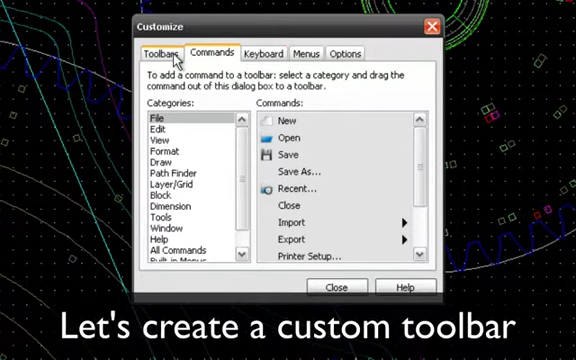 Customize
Toolbars Commands Keyboard Menus Options
To add a command to a toolbar: select a category and drag the
command out of this dialog box to a toolbar.
Categories: Commands:
File
Edit
View
Format
Draw
Path Finder
Layer/Grid
Block
Dimension
Tools
Window
Help
All Commands
Built-in Menus
New
Open
Save
Save As...
Recent...
Close
Import
Export
Printer Setup...
Close Help
Let's create a custom toolbar